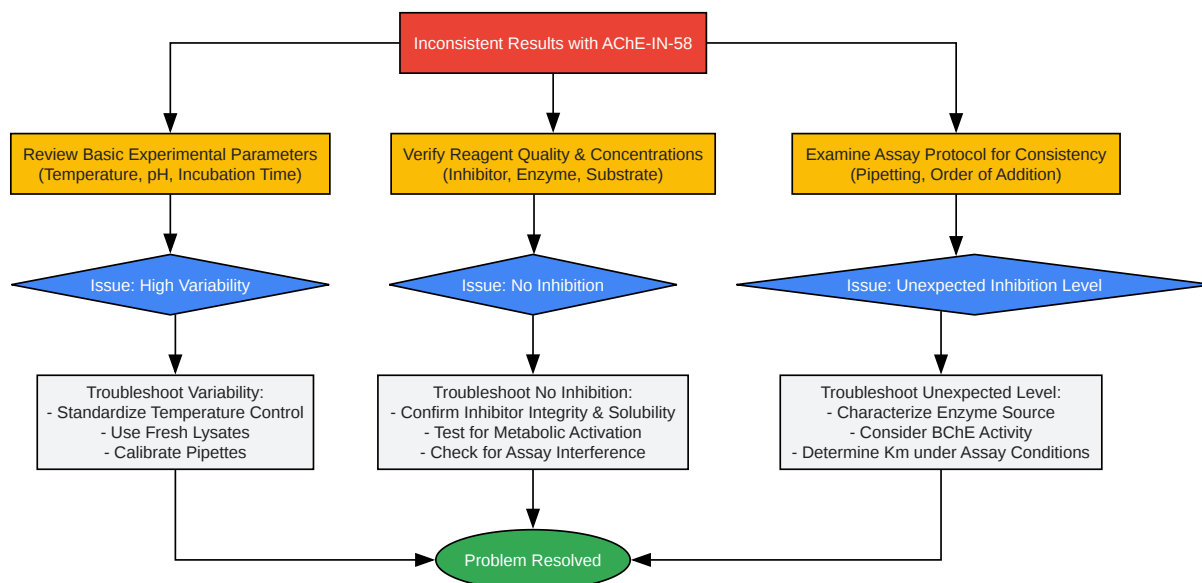 Inconsistent Results with AChE-IN-58
Review Basic Experimental Parameters
(Temperature, pH, Incubation Time)
Verify Reagent Quality & Concentrations
(Inhibitor, Enzyme, Substrate)
Examine Assay Protocol for Consistency
(Pipetting, Order of Addition)
Issue: High Variability
Issue: No Inhibition
Issue: Unexpected Inhibition Level
Troubleshoot Variability:
- Standardize Temperature Control
- Use Fresh Lysates
- Calibrate Pipettes
Troubleshoot No Inhibition:
- Confirm Inhibitor Integrity & Solubility
- Test for Metabolic Activation
- Check for Assay Interference
Troubleshoot Unexpected Level:
- Characterize Enzyme Source
- Consider BChE Activity
- Determine Km under Assay Conditions
Problem Resolved